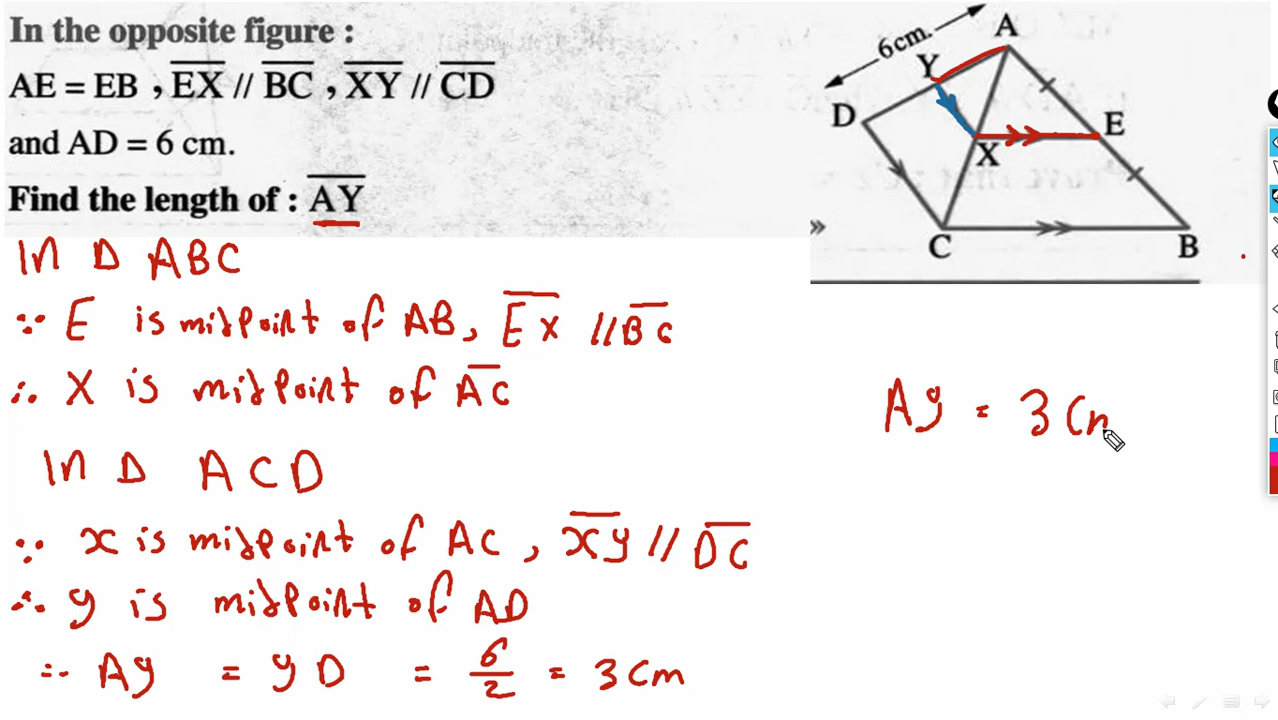 In the opposite figure :
AE = EB , EX // BC , XY // CD
and AD = 6 cm.
Find the length of : AY
6cm.
A
Y
D
E
X
C
B
»
In Δ ABC
∵ E is midpoint of AB, EX // BC
∴ X is midpoint of AC
In Δ ACD
∵ x is midpoint of AC, xy // DC
∴ y is midpoint of AD
∴ Ay = yD = 6/2 = 3 cm
Ay = 3 Cm